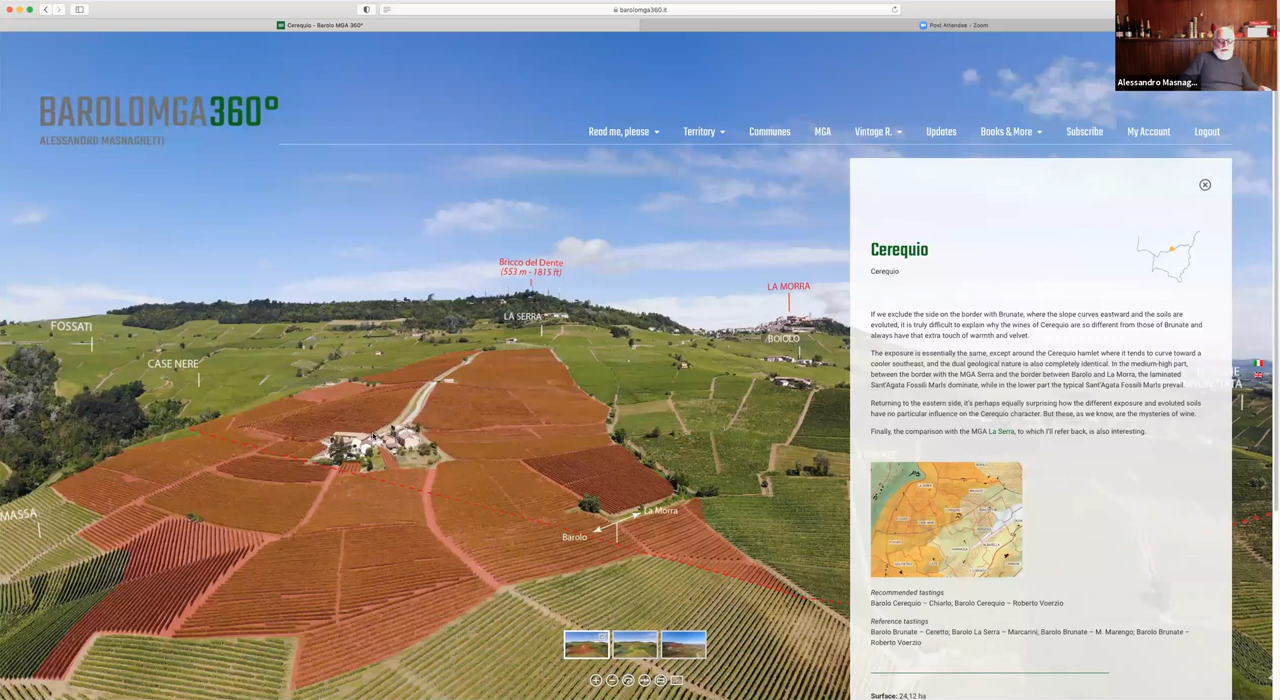 barolomga360.it
Cerequio - Barolo MGA 360°
Post Attendee - Zoom
Alessandro Masnag...
BAROLOMGA360°
ALESSANDRO MASNAGHETTI
Read me, please
Territory
Communes
MGA
Vintage R.
Updates
Books & More
Subscribe
My Account
Logout
Bricco del Dente
(553 m - 1815 ft)
LA SERRA
LA MORRA
BOIOLO
FOSSATI
CASE NERE
MASSA
La Morra
Barolo
Cerequio
Cerequio
If we exclude the side on the border with Brunate, where the slope curves eastward and the soils are
evoluted, it is truly difficult to explain why the wines of Cerequio are so different from those of Brunate and
always have that extra touch of warmth and velvet.
The exposure is essentially the same, except around the Cerequio hamlet where it tends to curve toward a
cooler southeast, and the dual geological nature is also completely identical. In the medium-high part,
between the border with the MGA Serra and the border between Barolo and La Morra, the laminated
Sant'Agata Fossili Marls dominate, while in the lower part the typical Sant'Agata Fossili Marls prevail.
Returning to the eastern side, it's perhaps equally surprising how the different exposure and evoluted soils
have no particular influence on the Cerequio character. But these, as we know, are the mysteries of wine.
Finally, the comparison with the MGA La Serra, to which I'll refer back, is also interesting.
Recommended tastings
Barolo Cerequio – Chiarlo; Barolo Cerequio – Roberto Voerzio
Reference tastings
Barolo Brunate – Ceretto; Barolo La Serra – Marcarini; Barolo Brunate – M. Marengo; Barolo Brunate –
Roberto Voerzio
Surface: 24,12 ha